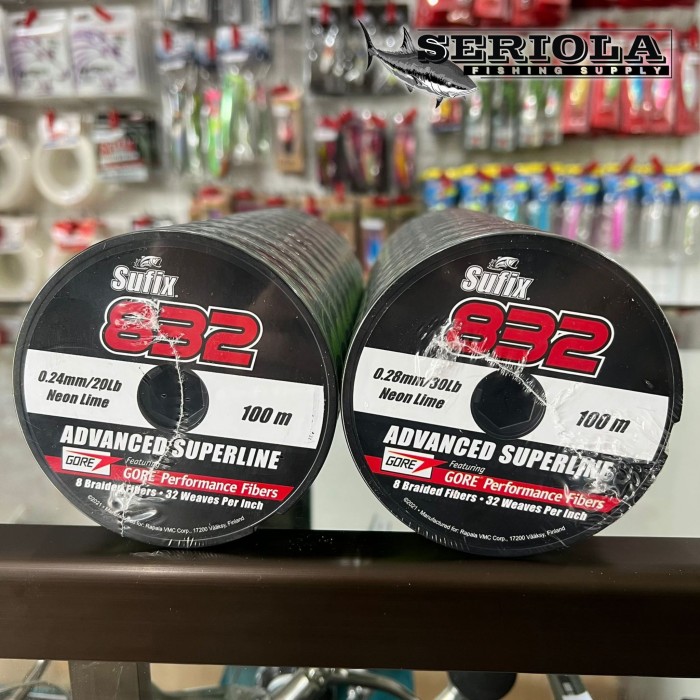 SERIOLA
FISHING SUPPLY
Sufix
832
0.24mm/20Lb
Neon Lime
100 m
ADVANCED SUPERLINE
GORE
Featuring
GORE Performance Fibers
8 Braided Fibers • 32 Weaves Per Inch
©2021 • Manufactured for: Rapala VMC Corp., 17200 Vääksy, Finland
Sufix
832
0.28mm/30Lb
Neon Lime
100 m
ADVANCED SUPERLINE
GORE
Featuring
GORE Performance Fibers
8 Braided Fibers • 32 Weaves Per Inch
©2021 • Manufactured for: Rapala VMC Corp., 17200 Vääksy, Finland